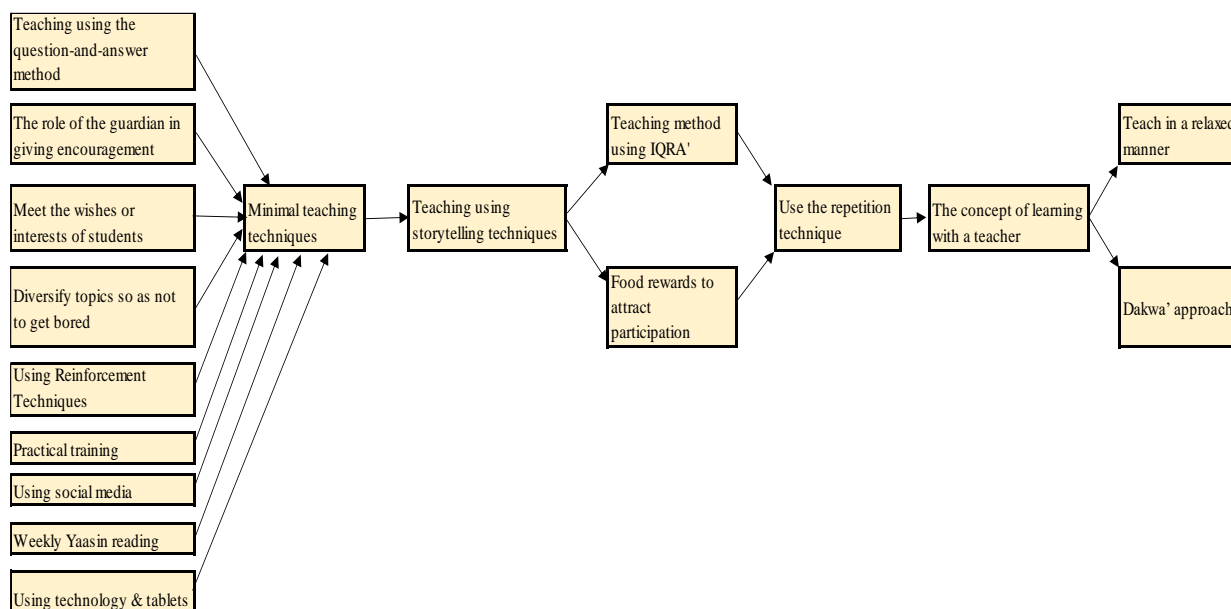 Teaching using the
question-and-answer
method
The role of the guardian in
giving encouragement
Meet the wishes or
interests of students
Diversify topics so as not
to get bored
Using Reinforcement
Techniques
Practical training
Using social media
Weekly Yaasin reading
Using technology & tablets
Minimal teaching
techniques
Teaching using
storytelling techniques
Teaching method
using IQRA'
Food rewards to
attract
participation
Use the repetition
technique
The concept of learning
with a teacher
Teach in a relaxed
manner
Dakwa’ approach